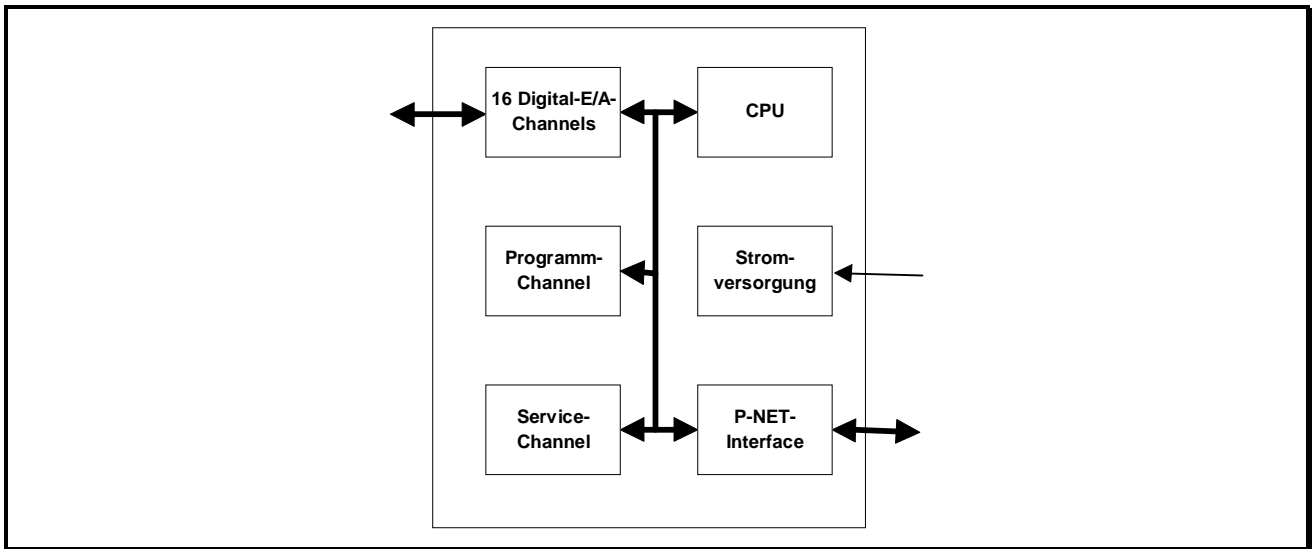 16 Digital-E/A-
Channels
CPU
Programm-
Channel
Strom-
versorgung
Service-
Channel
P-NET-
Interface